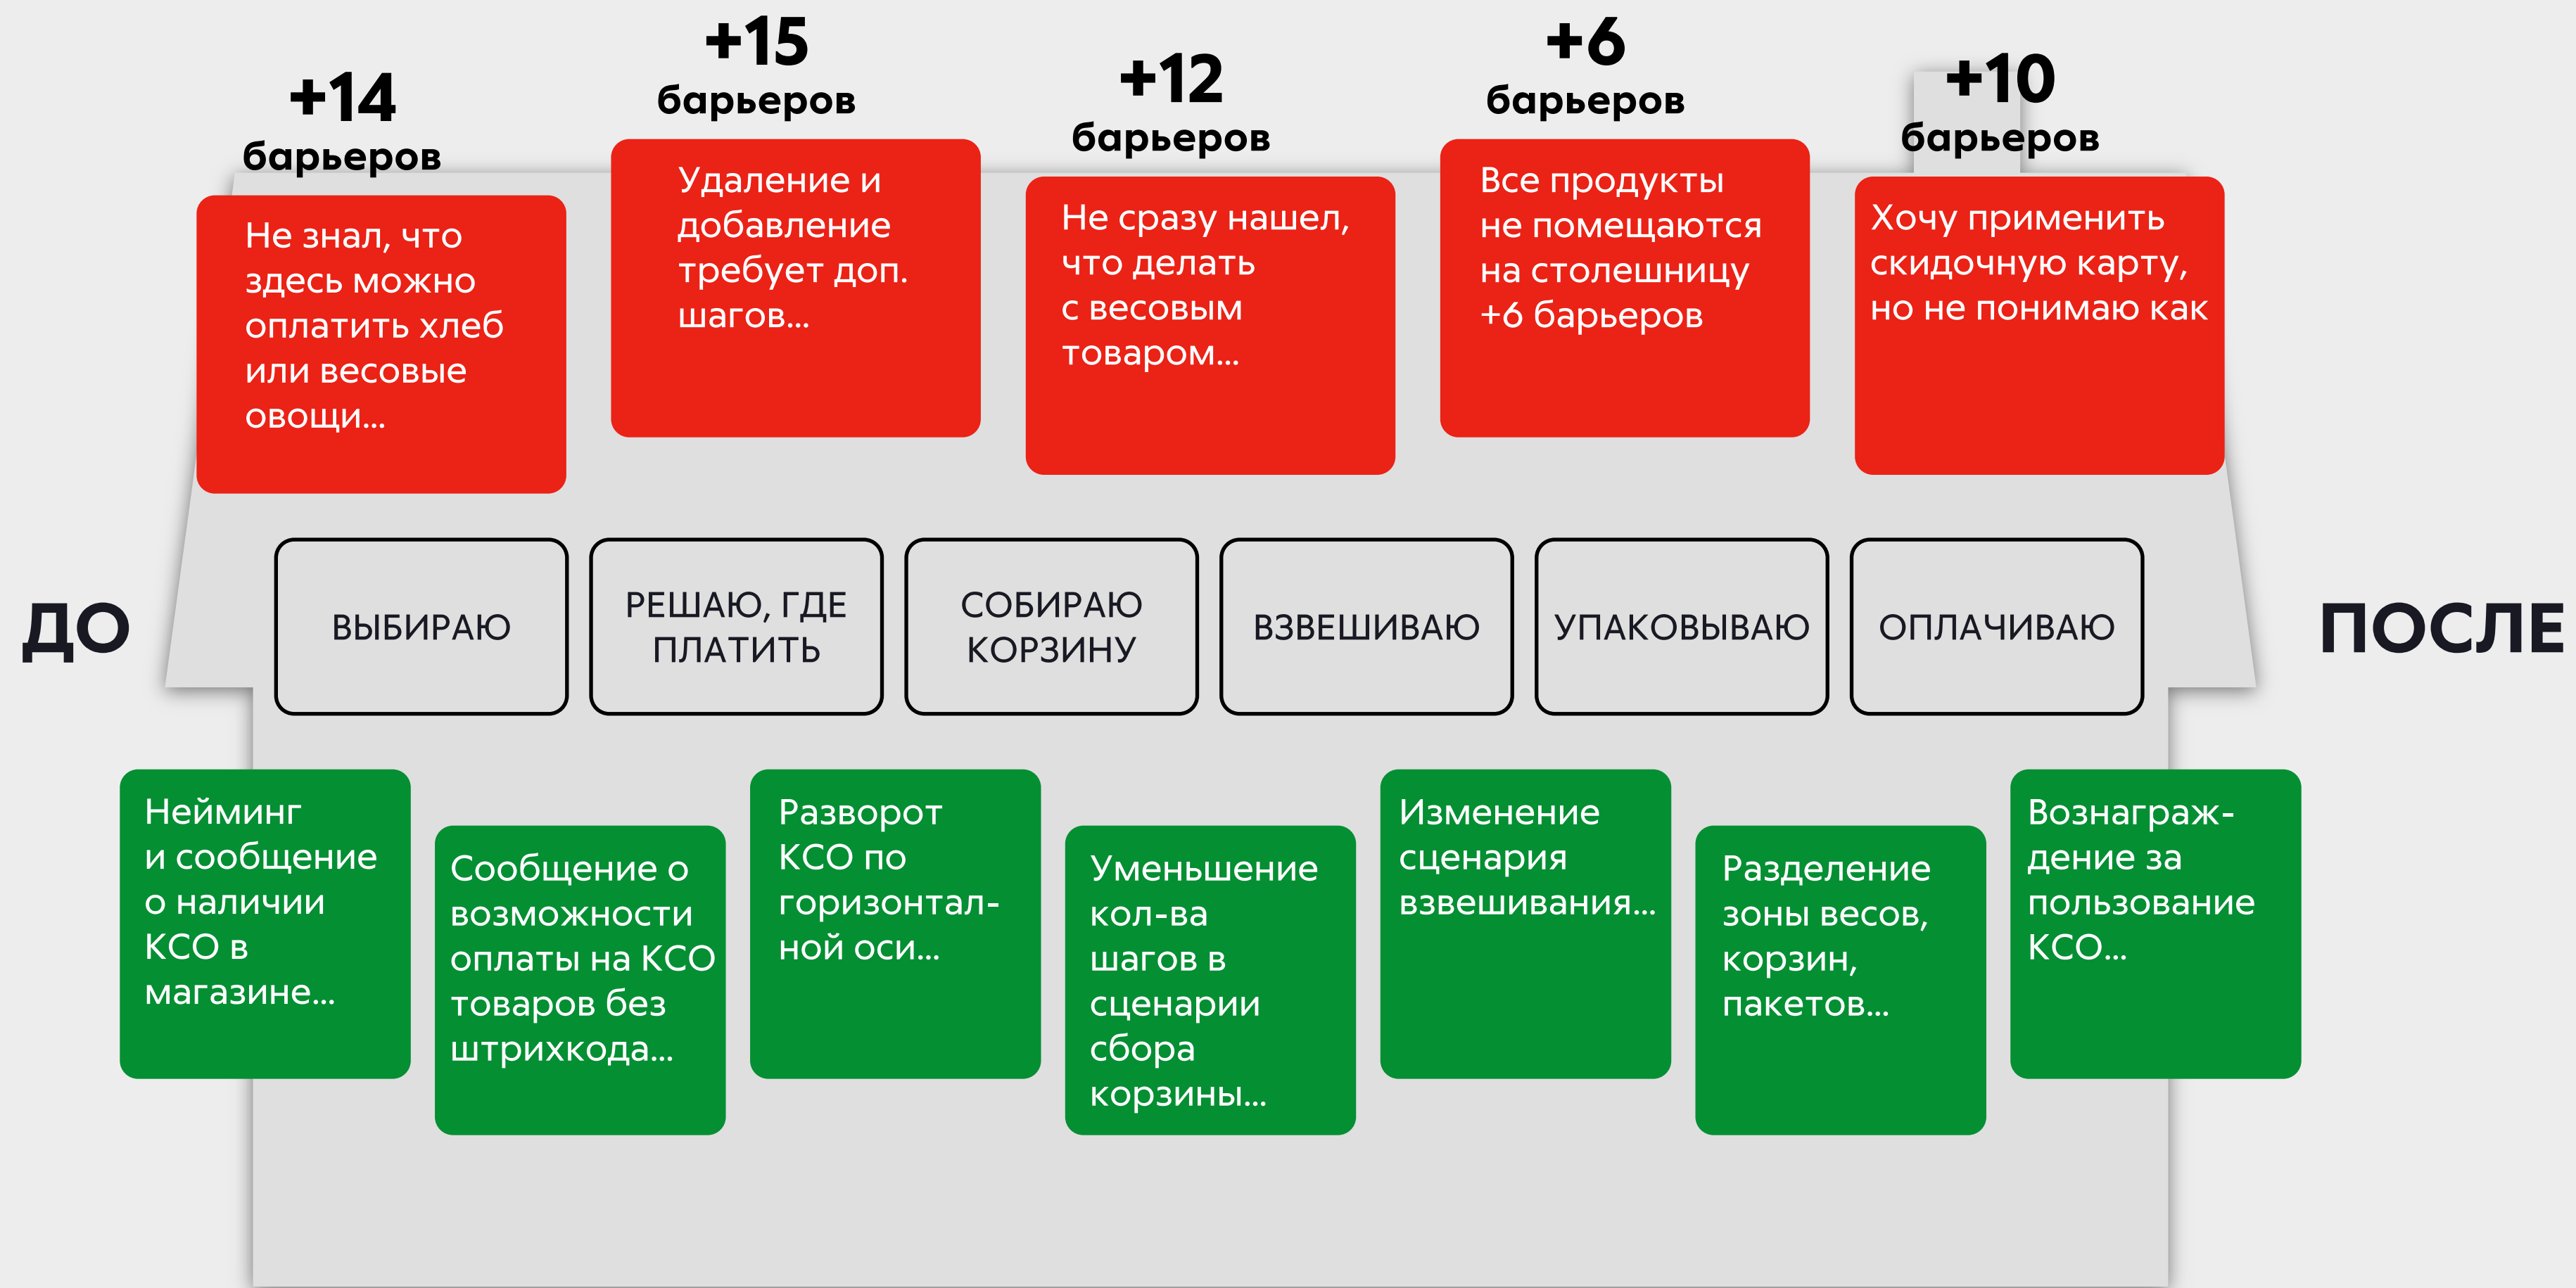 +14
барьеров
Не знал, что
здесь можно
оплатить хлеб
или весовые
овощи...
+15
барьеров
Удаление и
добавление
требует доп.
шагов...
+12
барьеров
Не сразу нашел,
что делать
с весовым
товаром...
+6
барьеров
Все продукты
не помещаются
на столешницу
+6 барьеров
+10
барьеров
Хочу применить
скидочную карту,
но не понимаю как
ДО
ВЫБИРАЮ
РЕШАЮ, ГДЕ
ПЛАТИТЬ
СОБИРАЮ
КОРЗИНУ
ВЗВЕШИВАЮ
УПАКОВЫВАЮ
ОПЛАЧИВАЮ
ПОСЛЕ
Нейминг
и сообщение
о наличии
КСО в
магазине...
Сообщение о
возможности
оплаты на КСО
товаров без
штрихкода...
Разворот
КСО по
горизонтал-
ной оси...
Уменьшение
кол-ва
шагов в
сценарии
сбора
корзины...
Изменение
сценария
взвешивания...
Разделение
зоны весов,
корзин,
пакетов...
Вознаграж-
дение за
пользование
КСО...